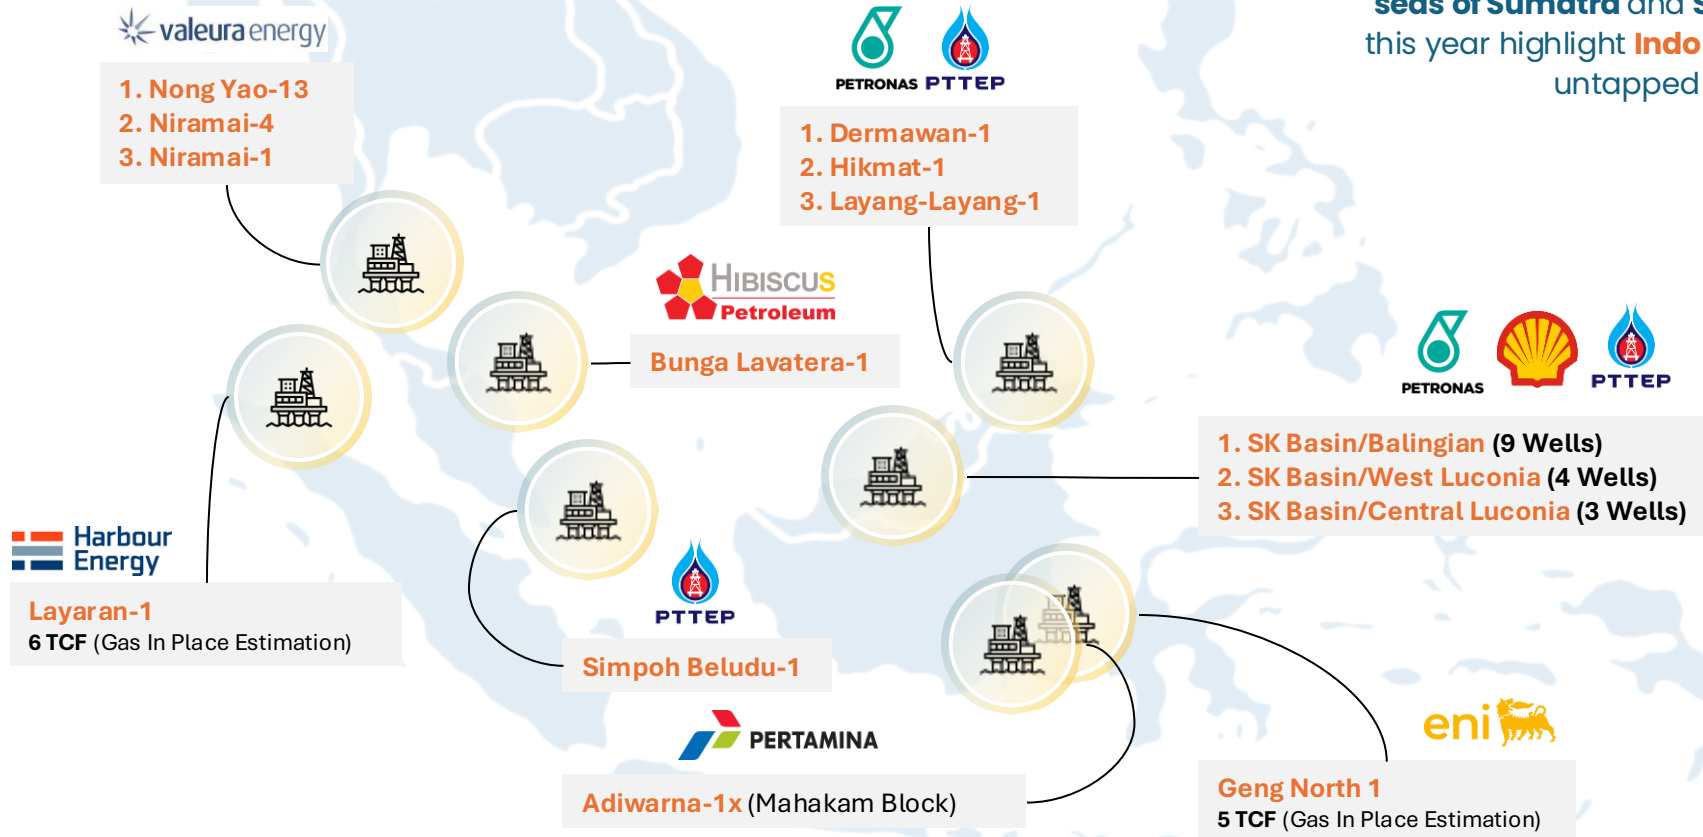 seas of Sumatra and S
this year highlight Indo
untapped
valeura energy
1. Nong Yao-13
2. Niramai-4
3. Niramai-1
PETRONAS PTTEP
1. Dermawan-1
2. Hikmat-1
3. Layang-Layang-1
HIBISCUS
Petroleum
Bunga Lavatera-1
PETRONAS
PTTEP
1. SK Basin/Balingian (9 Wells)
2. SK Basin/West Luconia (4 Wells)
3. SK Basin/Central Luconia (3 Wells)
Harbour
Energy
Layaran-1
6 TCF (Gas In Place Estimation)
PTTEP
Simpoh Beludu-1
PERTAMINA
Adiwarna-1x (Mahakam Block)
eni
Geng North 1
5 TCF (Gas In Place Estimation)